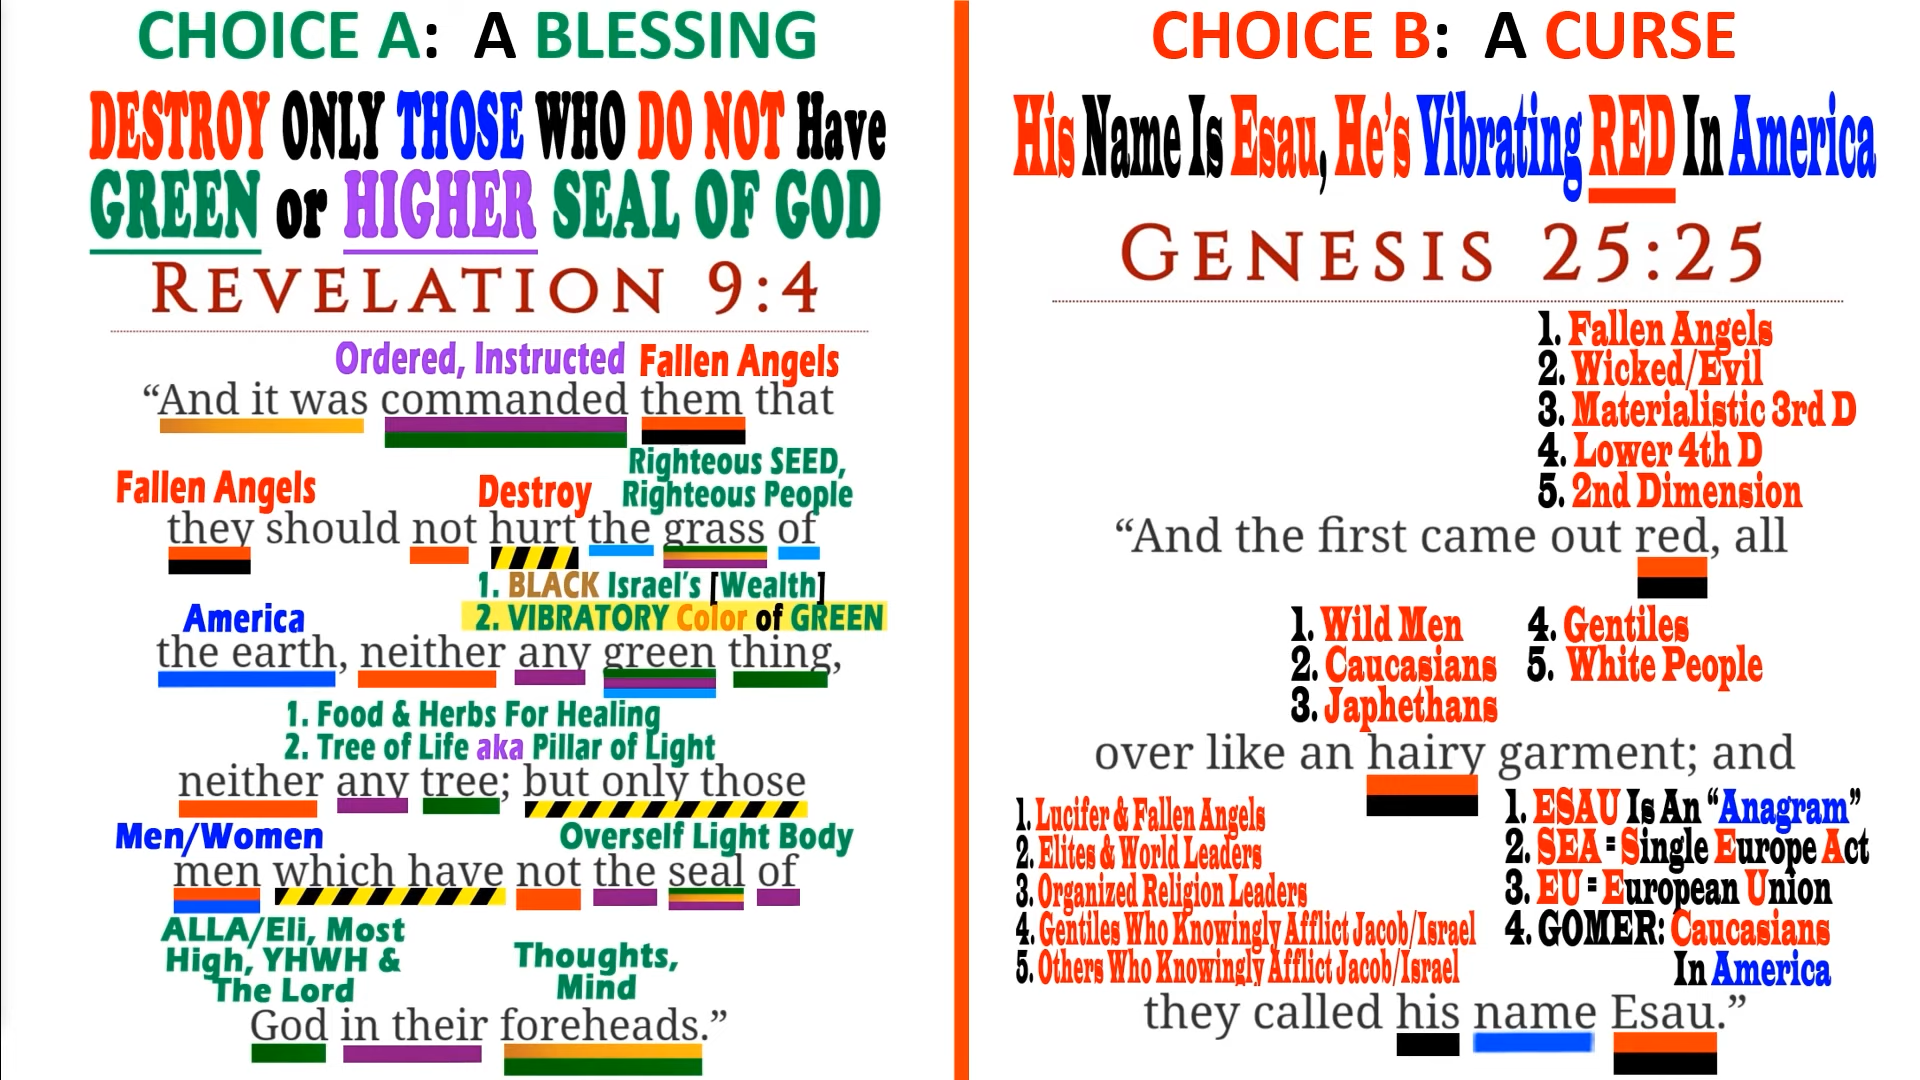 CHOICE A: A BLESSING
DESTROY ONLY THOSE WHO DO NOT Have
GREEN or HIGHER SEAL OF GOD
REVELATION 9:4
Ordered, Instructed Fallen Angels
“And it was commanded them that
Righteous SEED,
Fallen Angels Destroy Righteous People
they should not hurt the grass of
1. BLACK Israel’s [Wealth]
America 2. VIBRATORY Color of GREEN
the earth, neither any green thing,
1. Food & Herbs For Healing
2. Tree of Life aka Pillar of Light
neither any tree; but only those
Men/Women Overself Light Body
men which have not the seal of
ALLA/Eli, Most
High, YHWH &
The Lord
Thoughts,
Mind
God in their foreheads.”
CHOICE B: A CURSE
His Name Is Esau, He’s Vibrating RED In America
GENESIS 25:25
1. Fallen Angels
2. Wicked/Evil
3. Materialistic 3rd D
4. Lower 4th D
5. 2nd Dimension
“And the first came out red, all
1. Wild Men
2. Caucasians
3. Japhethans
4. Gentiles
5. White People
over like an hairy garment; and
1. Lucifer & Fallen Angels
2. Elites & World Leaders
3. Organized Religion Leaders
4. Gentiles Who Knowingly Afflict Jacob/Israel
5. Others Who Knowingly Afflict Jacob/Israel
1. ESAU Is An “Anagram”
2. SEA = Single Europe Act
3. EU = European Union
4. GOMER: Caucasians
In America
they called his name Esau.”